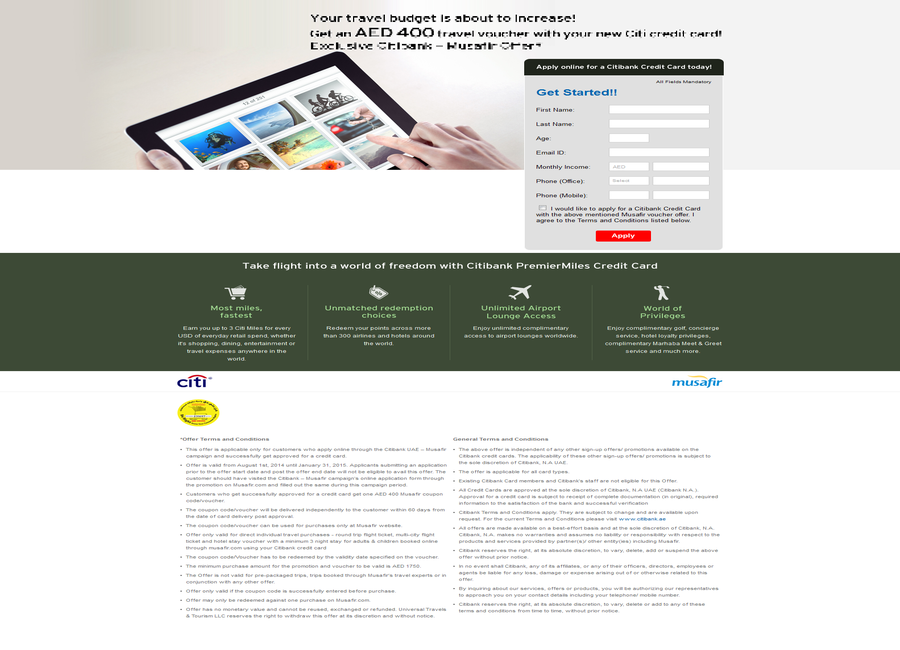 Your travel budget is about to increase!
Get an AED 400 travel voucher with your new Citi credit card!
Exclusive Citibank – Musafir Offer*
12 of 201
Apply online for a Citibank Credit Card today!
All Fields Mandatory
Get Started!!
First Name:
Last Name:
Age:
Email ID:
Monthly Income: AED
Phone (Office): Select
Phone (Mobile):
I would like to apply for a Citibank Credit Card
with the above mentioned Musafir voucher offer. I
agree to the Terms and Conditions listed below.
Apply
Take flight into a world of freedom with Citibank PremierMiles Credit Card
Most miles,
fastest
Earn you up to 3 Citi Miles for every
USD of everyday retail spend, whether
it's shopping, dining, entertainment or
travel expenses anywhere in the
world.
Unmatched redemption
choices
Redeem your points across more
than 300 airlines and hotels around
the world.
Unlimited Airport
Lounge Access
Enjoy unlimited complimentary
access to airport lounges worldwide.
World of
Privileges
Enjoy complimentary golf, concierge
service, hotel loyalty privileges,
complimentary Marhaba Meet & Greet
service and much more.
citi
musafir
*Offer Terms and Conditions
• This offer is applicable only for customers who apply online through the Citibank UAE – Musafir
campaign and successfully get approved for a credit card.
• Offer is valid from August 1st, 2014 until January 31, 2015. Applicants submitting an application
prior to the offer start date and post the offer end date will not be eligible to avail this offer. The
customer should have visited the Citibank – Musafir campaign's online application form through
the promotion on Musafir.com and filled out the same during this campaign period.
• Customers who get successfully approved for a credit card get one AED 400 Musafir coupon
code/voucher.
• The coupon code/voucher will be delivered independently to the customer within 60 days from
the date of card delivery post approval.
• The coupon code/voucher can be used for purchases only at Musafir website.
• Offer only valid for direct individual travel purchases – round trip flight ticket, multi-city flight
ticket and hotel stay voucher with a minimum 3 night stay for adults & children booked online
through musafir.com using your Citibank credit card
• The coupon code/Voucher has to be redeemed by the validity date specified on the voucher.
• The minimum purchase amount for the promotion and voucher to be valid is AED 1750.
• The Offer is not valid for pre-packaged trips, trips booked through Musafir's travel experts or in
conjunction with any other offer.
• Offer only valid if the coupon code is successfully entered before purchase.
• Offer may only be redeemed against one purchase on Musafir.com
• Offer has no monetary value and cannot be reused, exchanged or refunded. Universal Travels
& Tourism LLC reserves the right to withdraw this offer at its discretion and without notice.
General Terms and Conditions
• The above offer is independent of any other sign-up offers/ promotions available on the
Citibank credit cards. The applicability of these other sign-up offers/ promotions is subject to
the sole discretion of Citibank, N.A UAE.
• The offer is applicable for all card types.
• Existing Citibank Card members and Citibank's staff are not eligible for this Offer.
• All Credit Cards are approved at the sole discretion of Citibank, N.A UAE (Citibank N.A.).
Approval for a credit card is subject to receipt of complete documentation (in original), required
information to the satisfaction of the bank and successful verification.
• Citibank Terms and Conditions apply. They are subject to change and are available upon
request. For the current Terms and Conditions please visit www.citibank.ae
• All offers are made available on a best-effort basis and at the sole discretion of Citibank, N.A.
Citibank, N.A. makes no warranties and assumes no liability or responsibility with respect to the
products and services provided by partner(s)/ other entity(ies) including Musafir.
• Citibank reserves the right, at its absolute discretion, to vary, delete, add or suspend the above
offer without prior notice.
• In no event shall Citibank, any of its affiliates, or any of their officers, directors, employees or
agents be liable for any loss, damage or expense arising out of or otherwise related to this
offer.
• By inquiring about our services, offers or products, you will be authorizing our representatives
to approach you on your contact details including your telephone/ mobile number.
• Citibank reserves the right, at its absolute discretion, to vary, delete or add to any of these
terms and conditions from time to time, without prior notice.